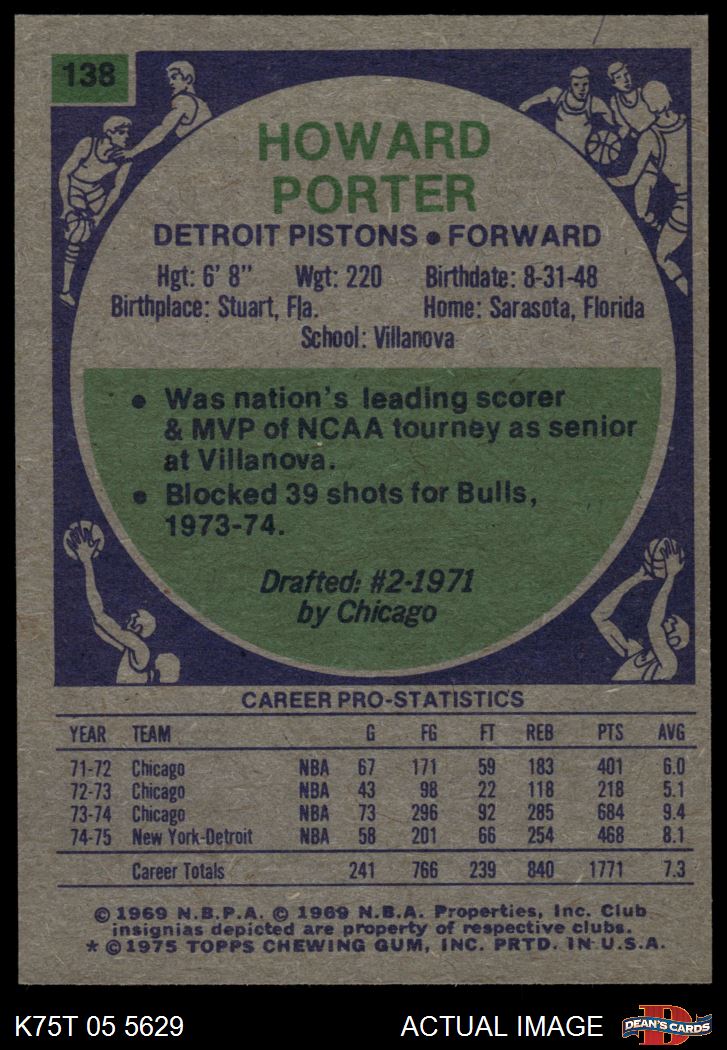 138
HOWARD
PORTER
DETROIT PISTONS • FORWARD
Hgt: 6' 8" Wgt: 220 Birthdate: 8-31-48
Birthplace: Stuart, Fla. Home: Sarasota, Florida
School: Villanova
• Was nation's leading scorer
& MVP of NCAA tourney as senior
at Villanova.
• Blocked 39 shots for Bulls,
1973-74.
Drafted: #2-1971
by Chicago
CAREER PRO-STATISTICS
YEAR TEAM G FG FT REB PTS AVG
71-72 Chicago NBA 67 171 59 183 401 6.0
72-73 Chicago NBA 43 98 22 118 218 5.1
73-74 Chicago NBA 73 296 92 285 684 9.4
74-75 New York-Detroit NBA 58 201 66 254 468 8.1
Career Totals 241 766 239 840 1771 7.3
© 1969 N.B.P.A. © 1969 N.B.A. Properties, Inc. Club
insignias depicted are property of respective clubs.
* © 1975 TOPPS CHEWING GUM, INC. PRTD. IN U.S.A.
K75T 05 5629 ACTUAL IMAGE
D
DEAN'S CARDS